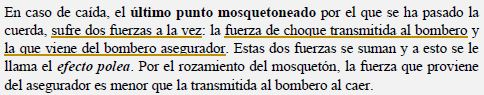 En caso de caída, el último punto mosquetoneado por el que se ha pasado la
cuerda, sufre dos fuerzas a la vez: la fuerza de choque transmitida al bombero y
la que viene del bombero asegurador. Estas dos fuerzas se suman y a esto se le
llama el efecto polea. Por el rozamiento del mosquetón, la fuerza que proviene
del asegurador es menor que la transmitida al bombero al caer.